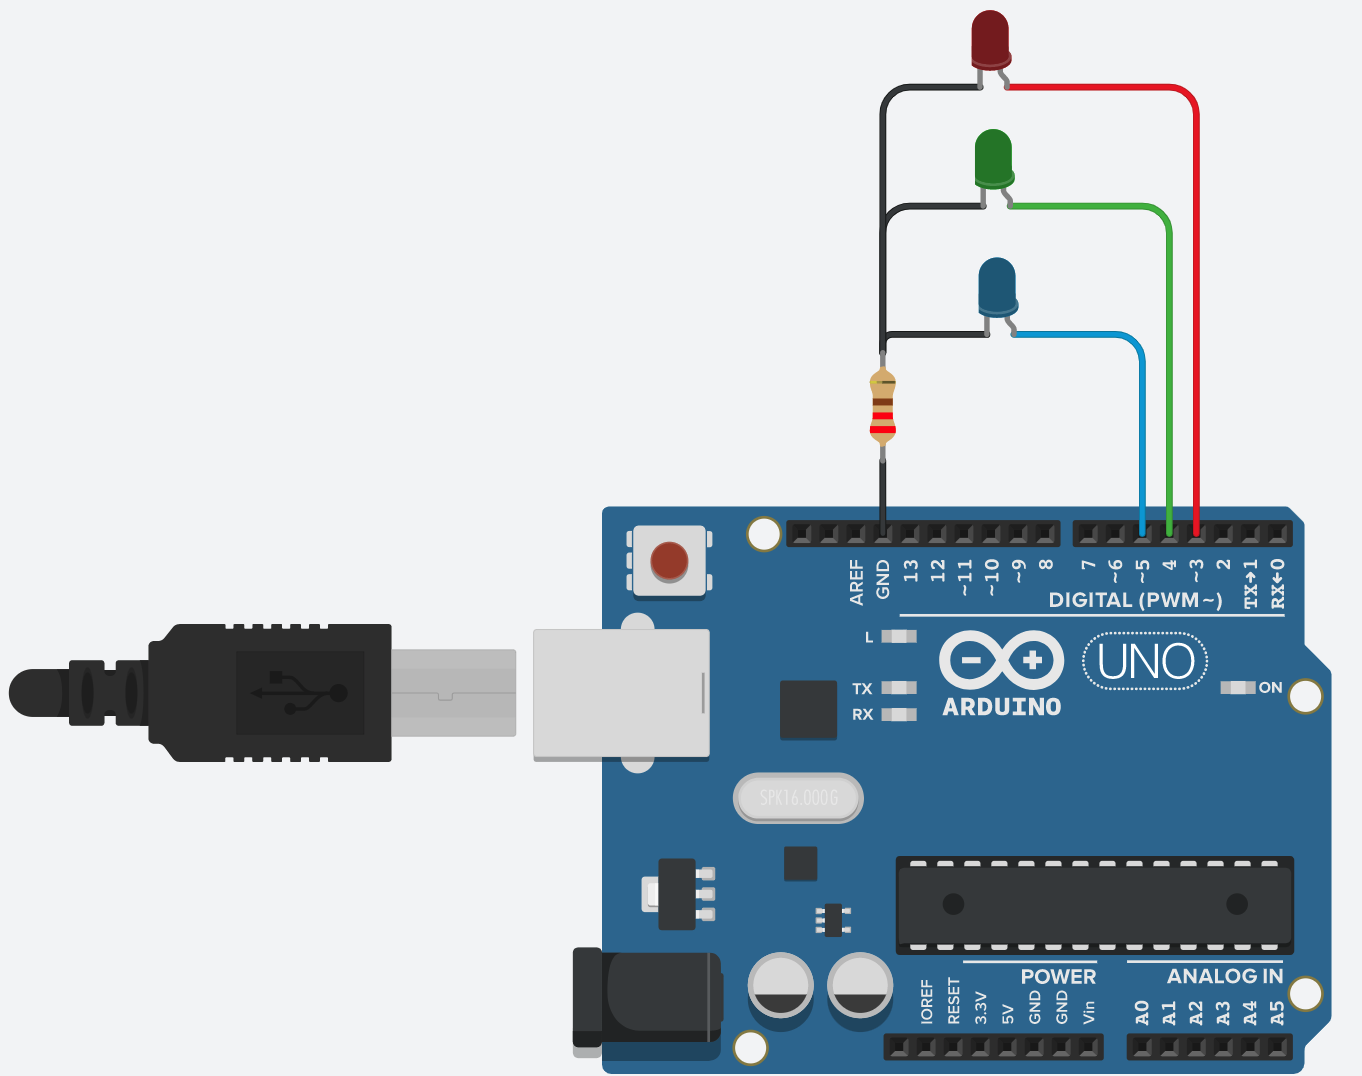 AREF
GND
13
12
~11
~10
~9
8
7
~6
~5
4
~3
2
TX→1
RX←0
DIGITAL (PWM~)
L
TX
RX
ARDUINO
UNO
ON
SPK16.000G
POWER
ANALOG IN
IOREF
RESET
3.3V
5V
GND
GND
Vin
A0
A1
A2
A3
A4
A5